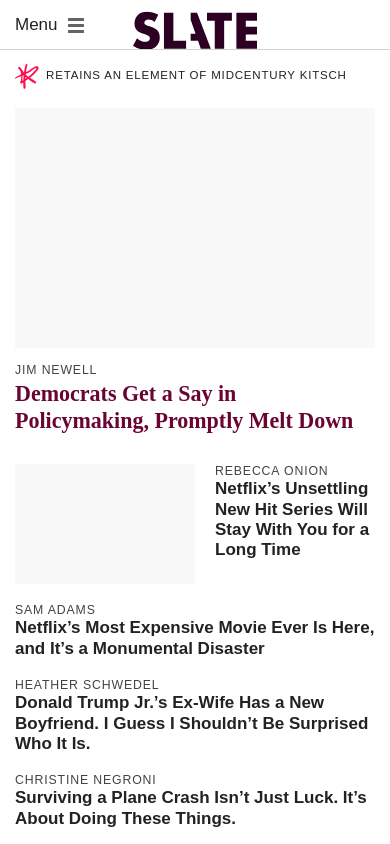 Menu
SLATE
RETAINS AN ELEMENT OF MIDCENTURY KITSCH
JIM NEWELL
Democrats Get a Say in
Policymaking, Promptly Melt Down
REBECCA ONION
Netflix’s Unsettling
New Hit Series Will
Stay With You for a
Long Time
SAM ADAMS
Netflix’s Most Expensive Movie Ever Is Here,
and It’s a Monumental Disaster
HEATHER SCHWEDEL
Donald Trump Jr.’s Ex-Wife Has a New
Boyfriend. I Guess I Shouldn’t Be Surprised
Who It Is.
CHRISTINE NEGRONI
Surviving a Plane Crash Isn’t Just Luck. It’s
About Doing These Things.